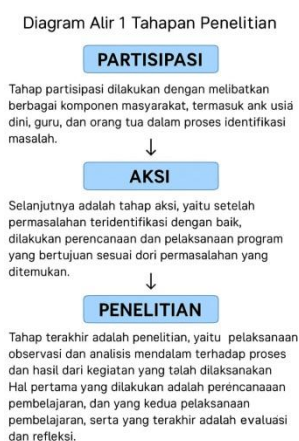 Diagram Alir 1 Tahapan Penelitian
PARTISIPASI
Tahap partisipasi dilakukan dengan melibatkan
berbagai komponen masyarakat, termasuk ank usia
dini, guru, dan orang tua dalam proses identifikasi
masalah.
AKSI
Selanjutnya adalah tahap aksi, yaitu setelah
permasalahan teridentifikasi dengan baik,
dilakukan perencanaan dan pelaksanaan program
yang bertujuan sesuai dori permasalahan yang
ditemukan.
PENELITIAN
Tahap terakhir adalah penelitian, yaitu pelaksanaan
observasi dan analisis mendalam terhadap proses
dan hasil dari kegiatan yang talah dilaksanakan
Hal pertama yang dilakukan adalah perencanaaan
pembelajaran, dan yang kedua pelaksanaan
pembelajaran, serta yang terakhir adalah evaluasi
dan refleksi.